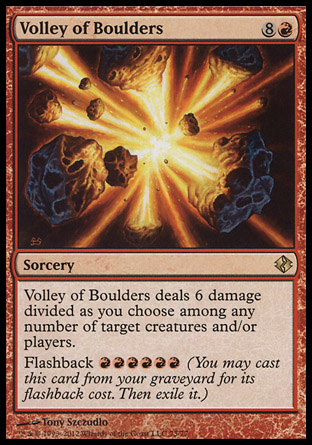 Volley of Boulders 8
Sorcery
Volley of Boulders deals 6 damage
divided as you choose among any
number of target creatures and/or
players.
Flashback (You may cast
this card from your graveyard for its
flashback cost. Then exile it.)
Tony Szczudlo